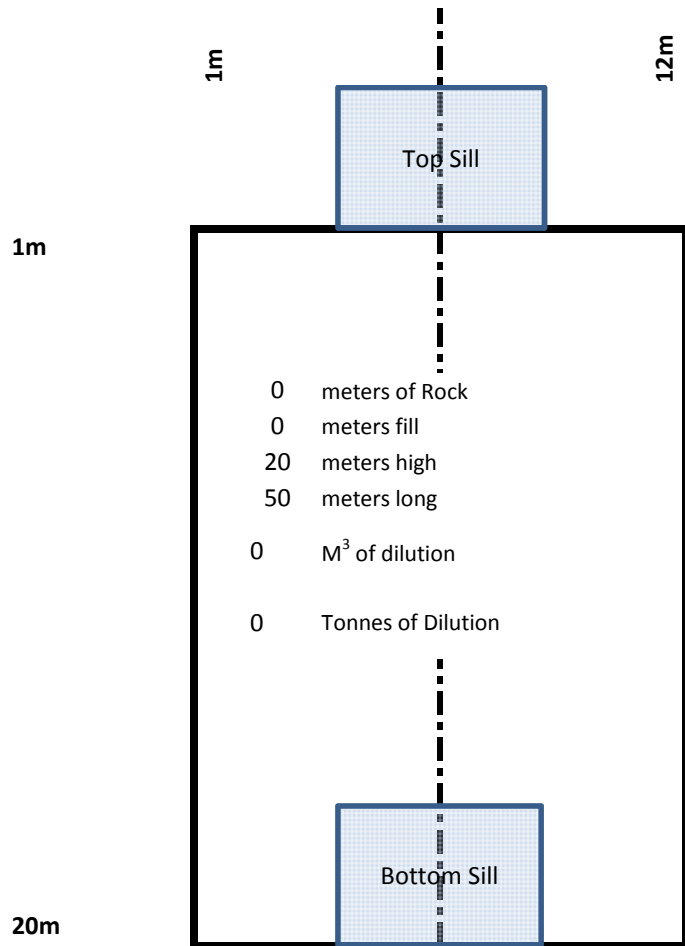 1m
12m
Top Sill
1m
0 meters of Rock
0 meters fill
20 meters high
50 meters long
0 M³ of dilution
0 Tonnes of Dilution
Bottom Sill
20m